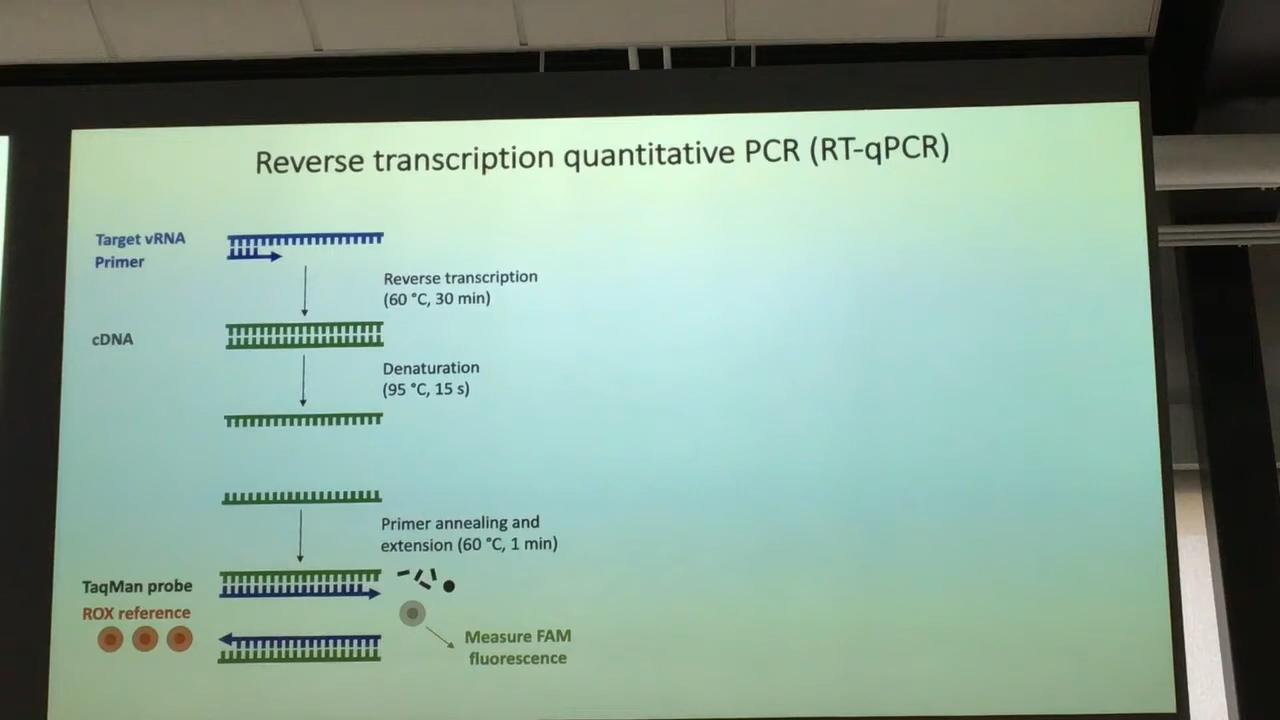 Reverse transcription quantitative PCR (RT-qPCR)
Target vRNA
Primer
Reverse transcription
(60 °C, 30 min)
cDNA
Denaturation
(95 °C, 15 s)
Primer annealing and
extension (60 °C, 1 min)
TaqMan probe
ROX reference
Measure FAM
fluorescence